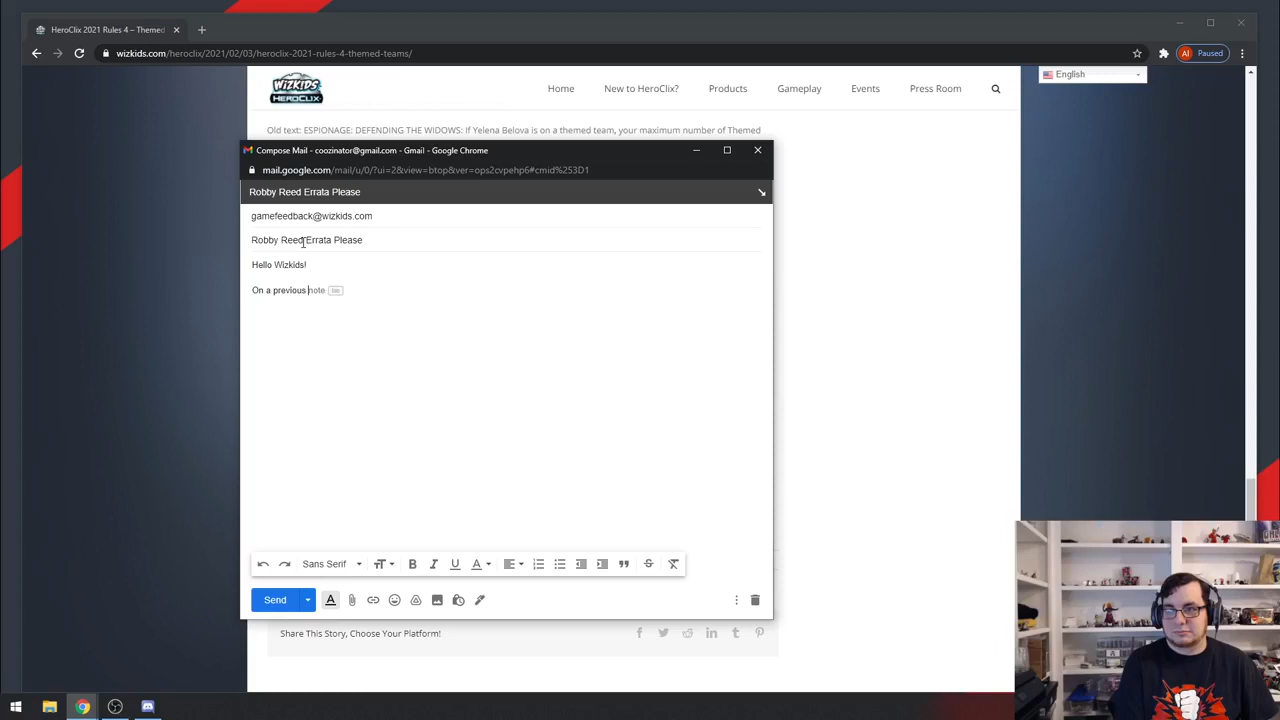 HeroClix 2021 Rules 4 – Themed
wizkids.com/heroclix/2021/02/03/heroclix-2021-rules-4-themed-teams/
AI Paused
WIZKIDS
HEROCLIX
Home New to HeroClix? Products Gameplay Events Press Room
English
Old text: ESPIONAGE: DEFENDING THE WIDOWS: If Yelena Belova is on a themed team, your maximum number of Themed
Compose Mail - coozinator@gmail.com - Gmail - Google Chrome
mail.google.com/mail/u/0/?ui=2&view=btop&ver=ops2cvpehp6#cmid%253D1
Robby Reed Errata Please
gamefeedback@wizkids.com
Robby Reed Errata Please
Hello Wizkids!
On a previous note
Sans Serif
Send
Share This Story, Choose Your Platform!